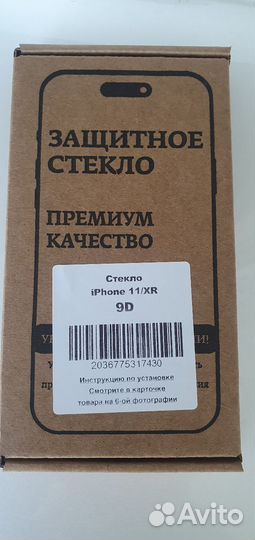 ЗАЩИТНОЕ
СТЕКЛО
ПРЕМИУМ
КАЧЕСТВО
Стекло
iPhone 11/XR
9D
2036775317430
Инструкцию по установке
Смотрите в карточке
товара на 6-ой фотографии
Avito